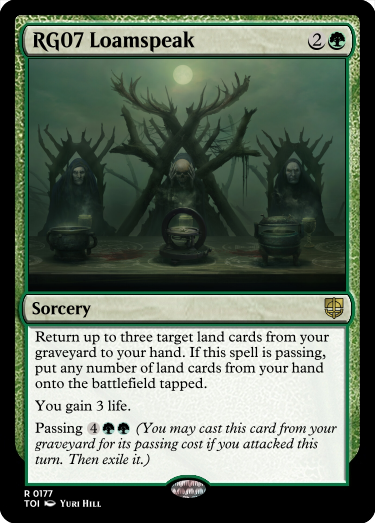 RG07 Loamspeak 2
Sorcery
Return up to three target land cards from your
graveyard to your hand. If this spell is passing,
put any number of land cards from your hand
onto the battlefield tapped.
You gain 3 life.
Passing 4 (You may cast this card from your
graveyard for its passing cost if you attacked this
turn. Then exile it.)
R 0177
TOI Yuri Hill